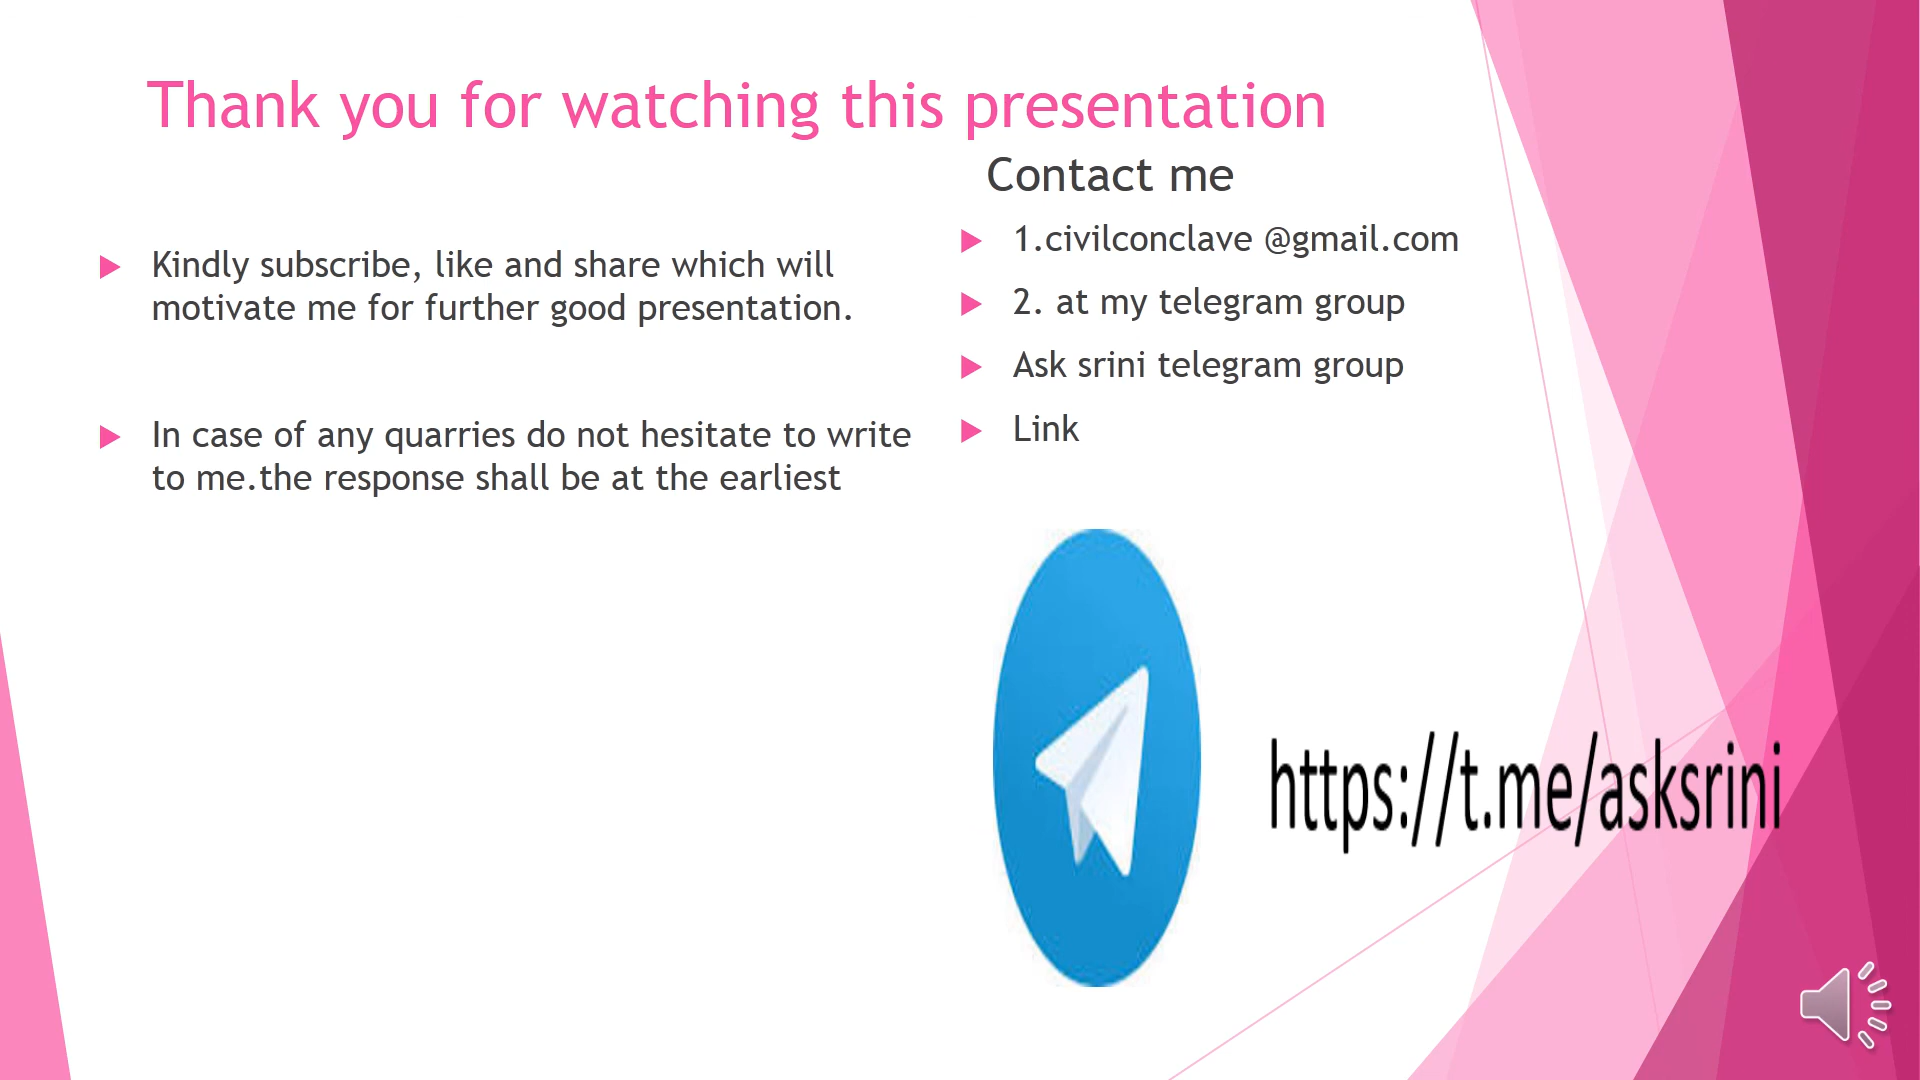 Thank you for watching this presentation
Kindly subscribe, like and share which will
motivate me for further good presentation.
In case of any quarries do not hesitate to write
to me.the response shall be at the earliest
Contact me
1.civilconclave @gmail.com
2. at my telegram group
Ask srini telegram group
Link
https://t.me/asksrini